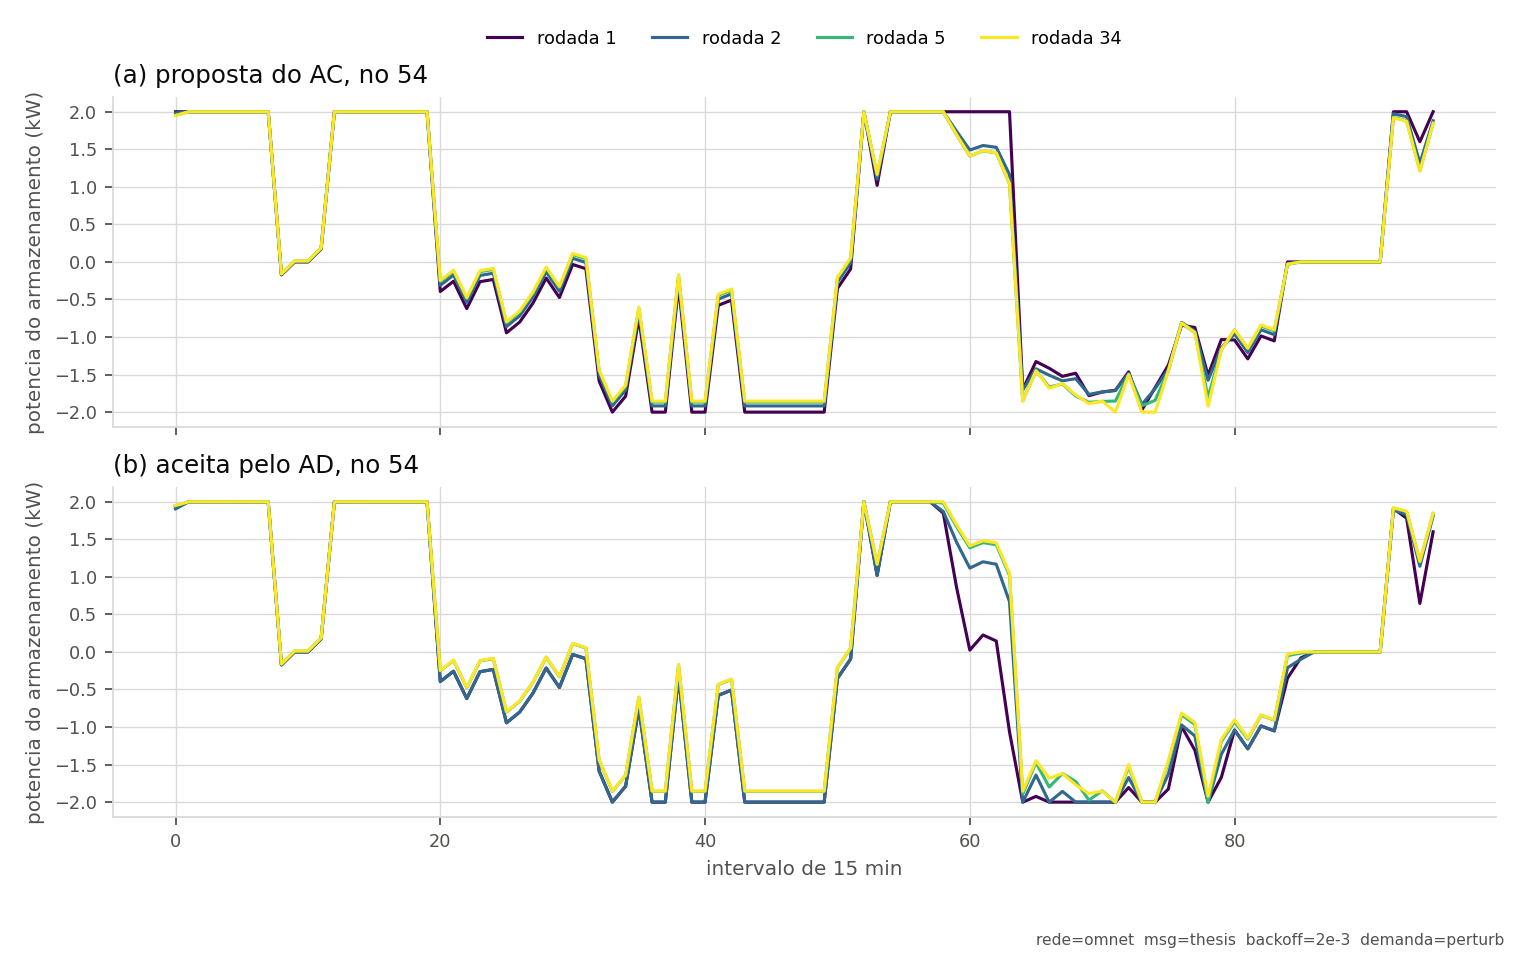 rodada 1 rodada 2 rodada 5 rodada 34
(a) proposta do AC, no 54
potencia do armazenamento (kW)
2.0
1.5
1.0
0.5
0.0
−0.5
−1.0
−1.5
−2.0
(b) aceita pelo AD, no 54
potencia do armazenamento (kW)
2.0
1.5
1.0
0.5
0.0
−0.5
−1.0
−1.5
−2.0
0 20 40 60 80
intervalo de 15 min
rede=omnet msg=thesis backoff=2e-3 demanda=perturb